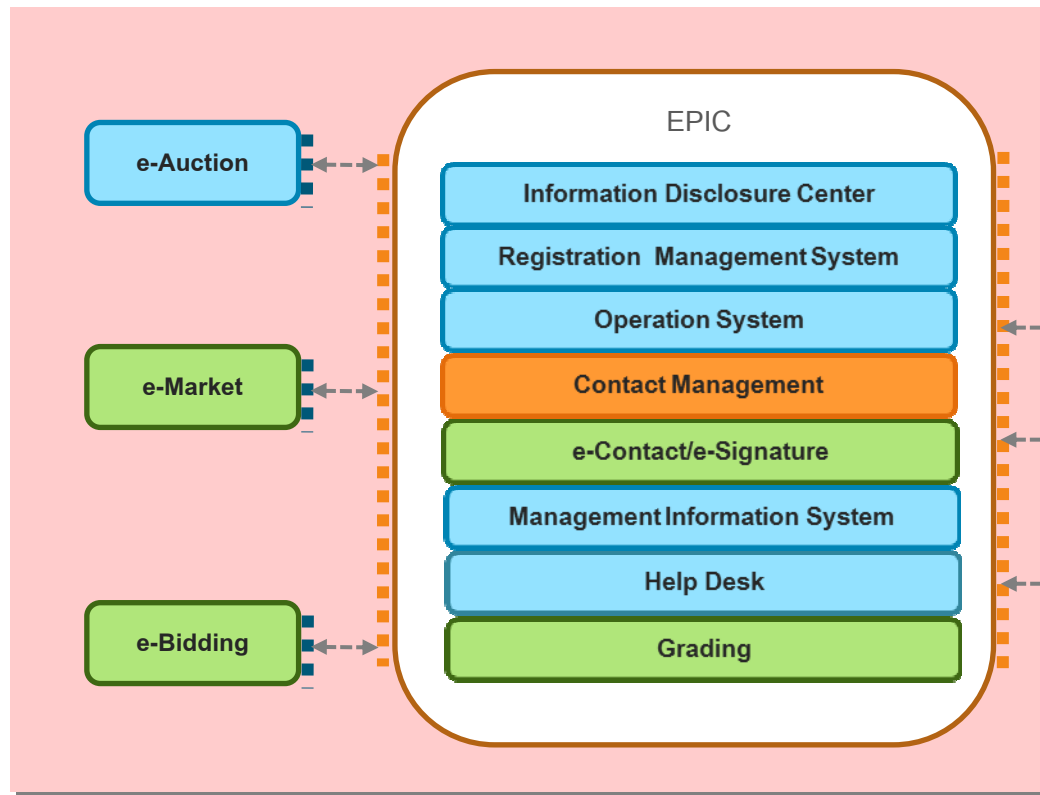 EPIC
e-Auction
Information Disclosure Center
Registration Management System
Operation System
e-Market
Contact Management
e-Contact/e-Signature
Management Information System
Help Desk
e-Bidding
Grading